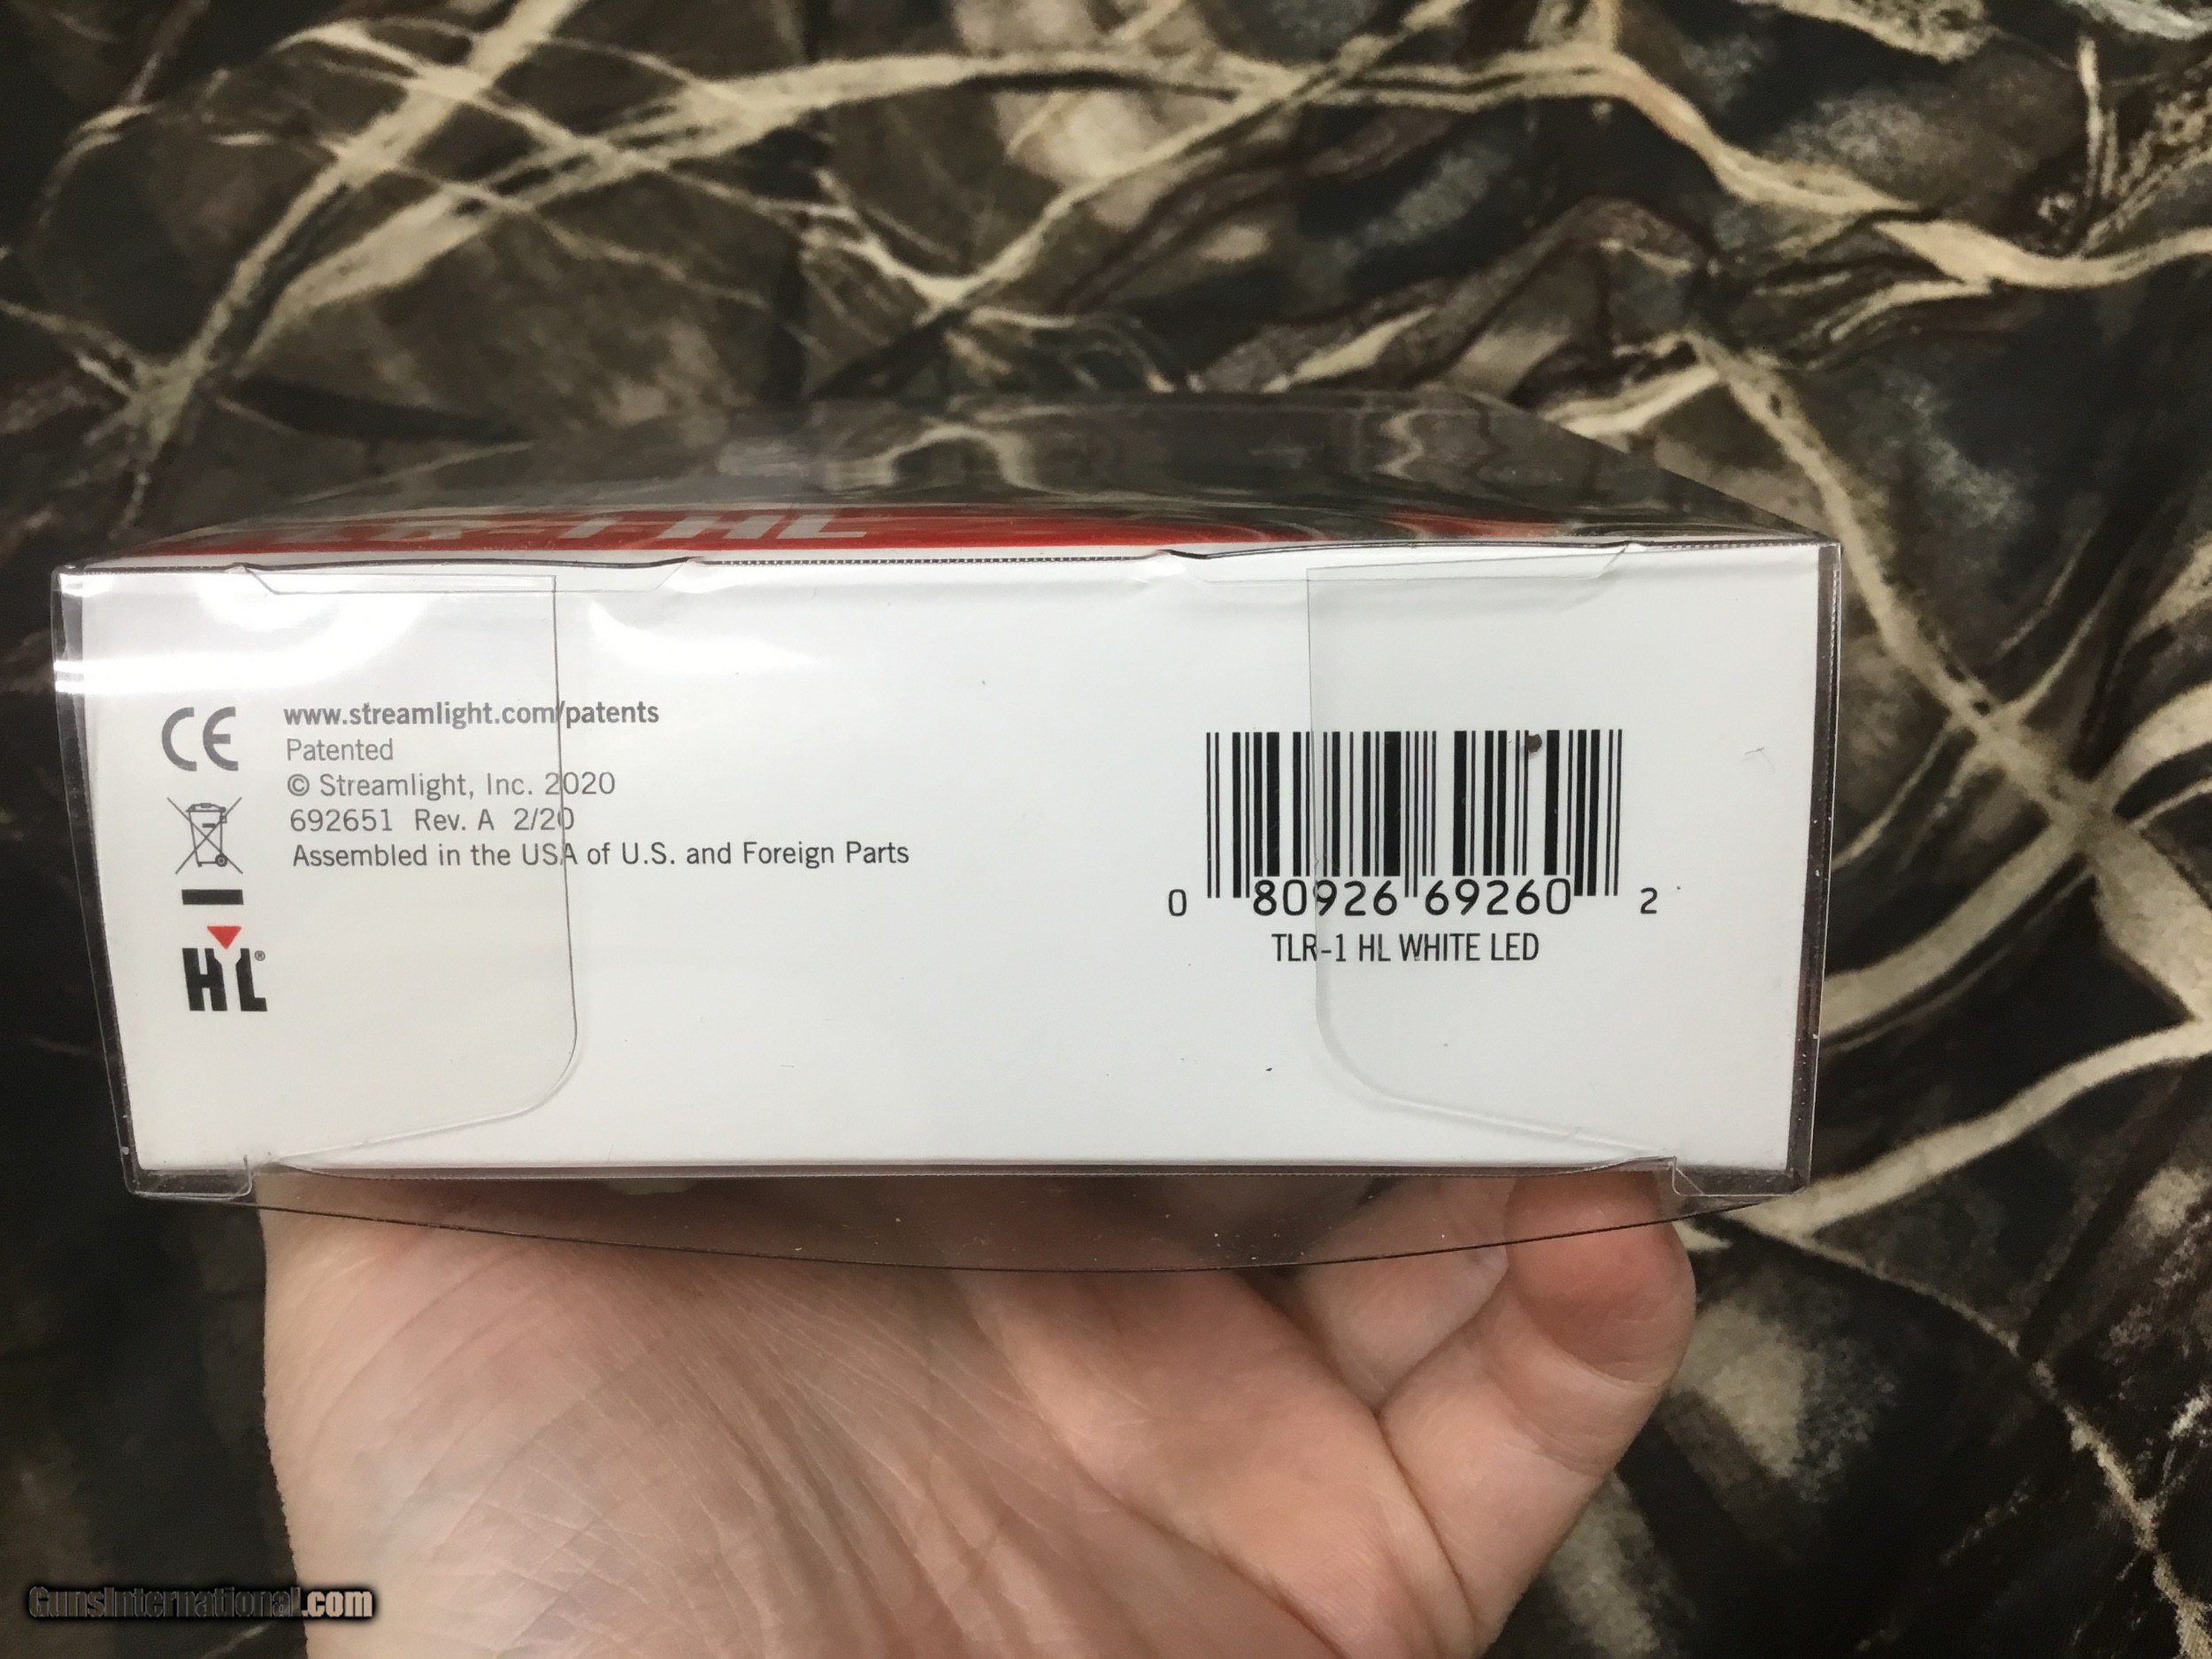 CE
www.streamlight.com/patents
Patented
© Streamlight, Inc. 2020
692651 Rev. A 2/20
Assembled in the USA of U.S. and Foreign Parts
HL®
0 80926 69260 2
TLR-1 HL WHITE LED
GunsInternational.com